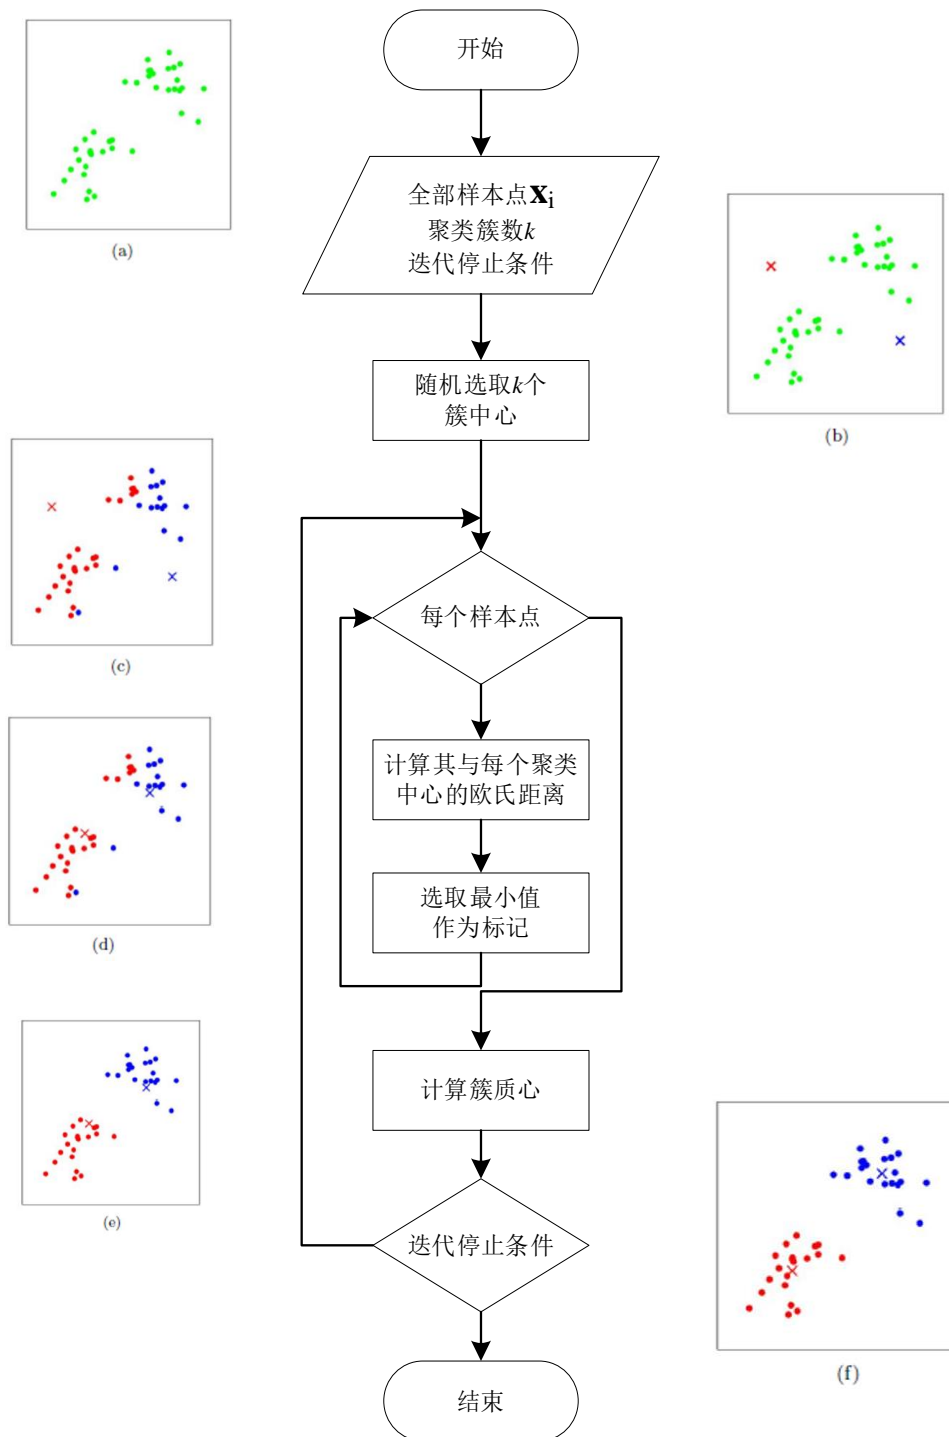 开始
(a)
全部样本点xᵢ
聚类簇数k
迭代停止条件
随机选取k个
簇中心
(b)
(c)
每个样本点
计算其与每个聚类
中心的欧氏距离
选取最小值
作为标记
(d)
计算簇质心
(e)
迭代停止条件
(f)
结束